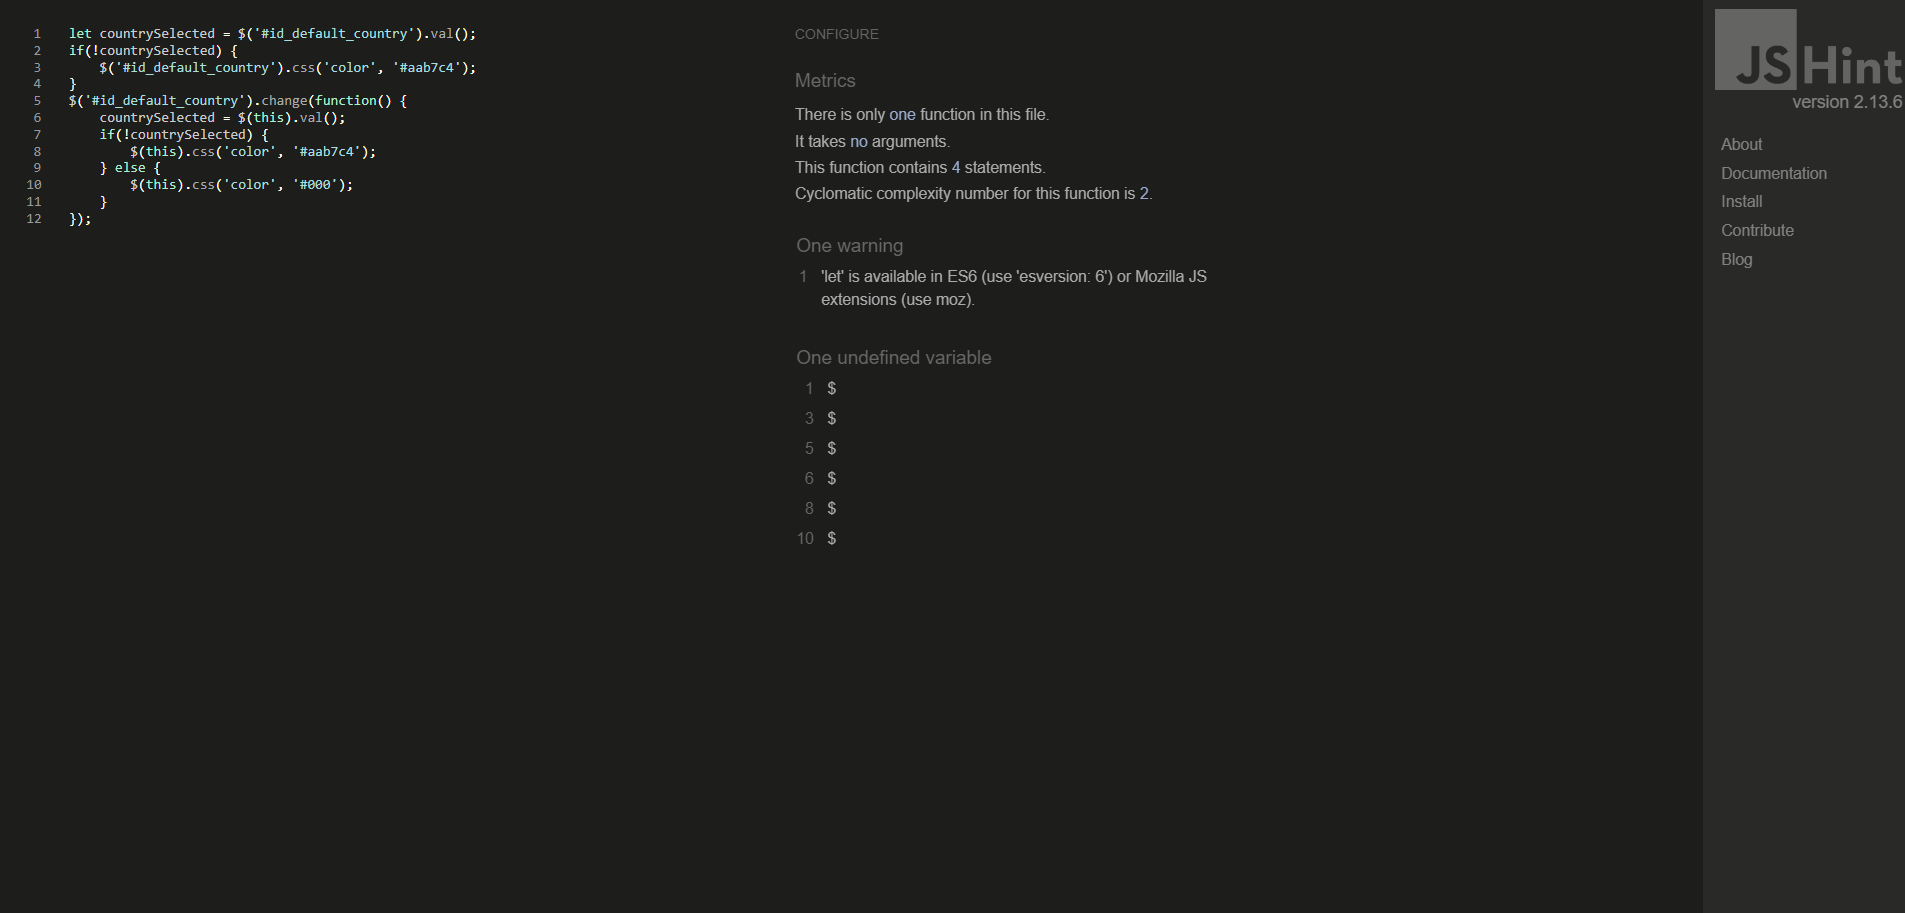 1 let countrySelected = $('#id_default_country').val();
2 if(!countrySelected) {
3 $('#id_default_country').css('color', '#aab7c4');
4 }
5 $('#id_default_country').change(function() {
6 countrySelected = $(this).val();
7 if(!countrySelected) {
8 $(this).css('color', '#aab7c4');
9 } else {
10 $(this).css('color', '#000');
11 }
12 });
CONFIGURE
Metrics
There is only one function in this file.
It takes no arguments.
This function contains 4 statements.
Cyclomatic complexity number for this function is 2.
One warning
1 'let' is available in ES6 (use 'esversion: 6') or Mozilla JS
extensions (use moz).
One undefined variable
1 $
3 $
5 $
6 $
8 $
10 $
JSHint
version 2.13.6
About
Documentation
Install
Contribute
Blog